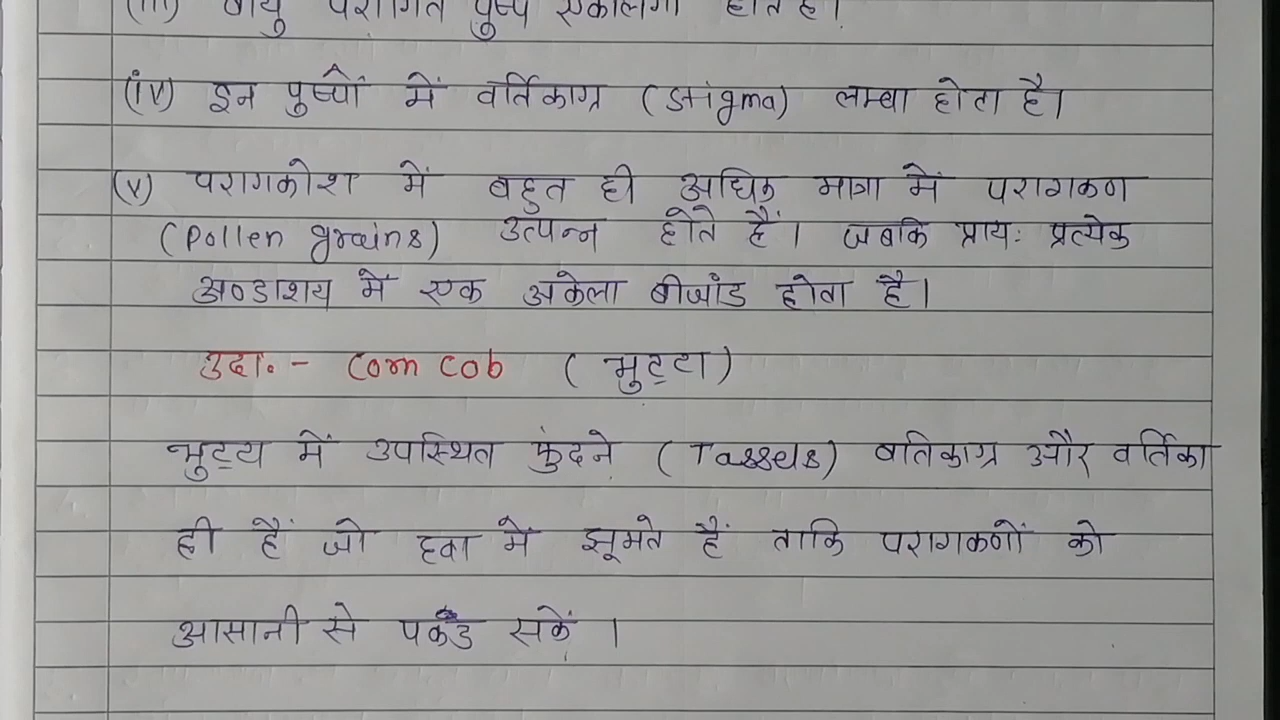 (iii) वायु परागित पुष्प एकलिंगी होते है।
(iv) इन पुष्पों में वर्तिकाग्र (stigma) लम्बा होता है।
(v) परागकोश में बहुत ही अधिक मात्रा में परागकण
(pollen grains) उत्पन्न होते हैं। जबकि प्रायः प्रत्येक
अण्डाशय में एक अकेला बीजांड होता है।
उदा. - corn cob (भुट्टा)
भुट्टा में उपस्थित फुंदने (Tassels) वतिकाग्र और वर्तिका
ही हैं जो हवा में झूमते हैं ताकि परागकणों को
आसानी से पकड सकें।